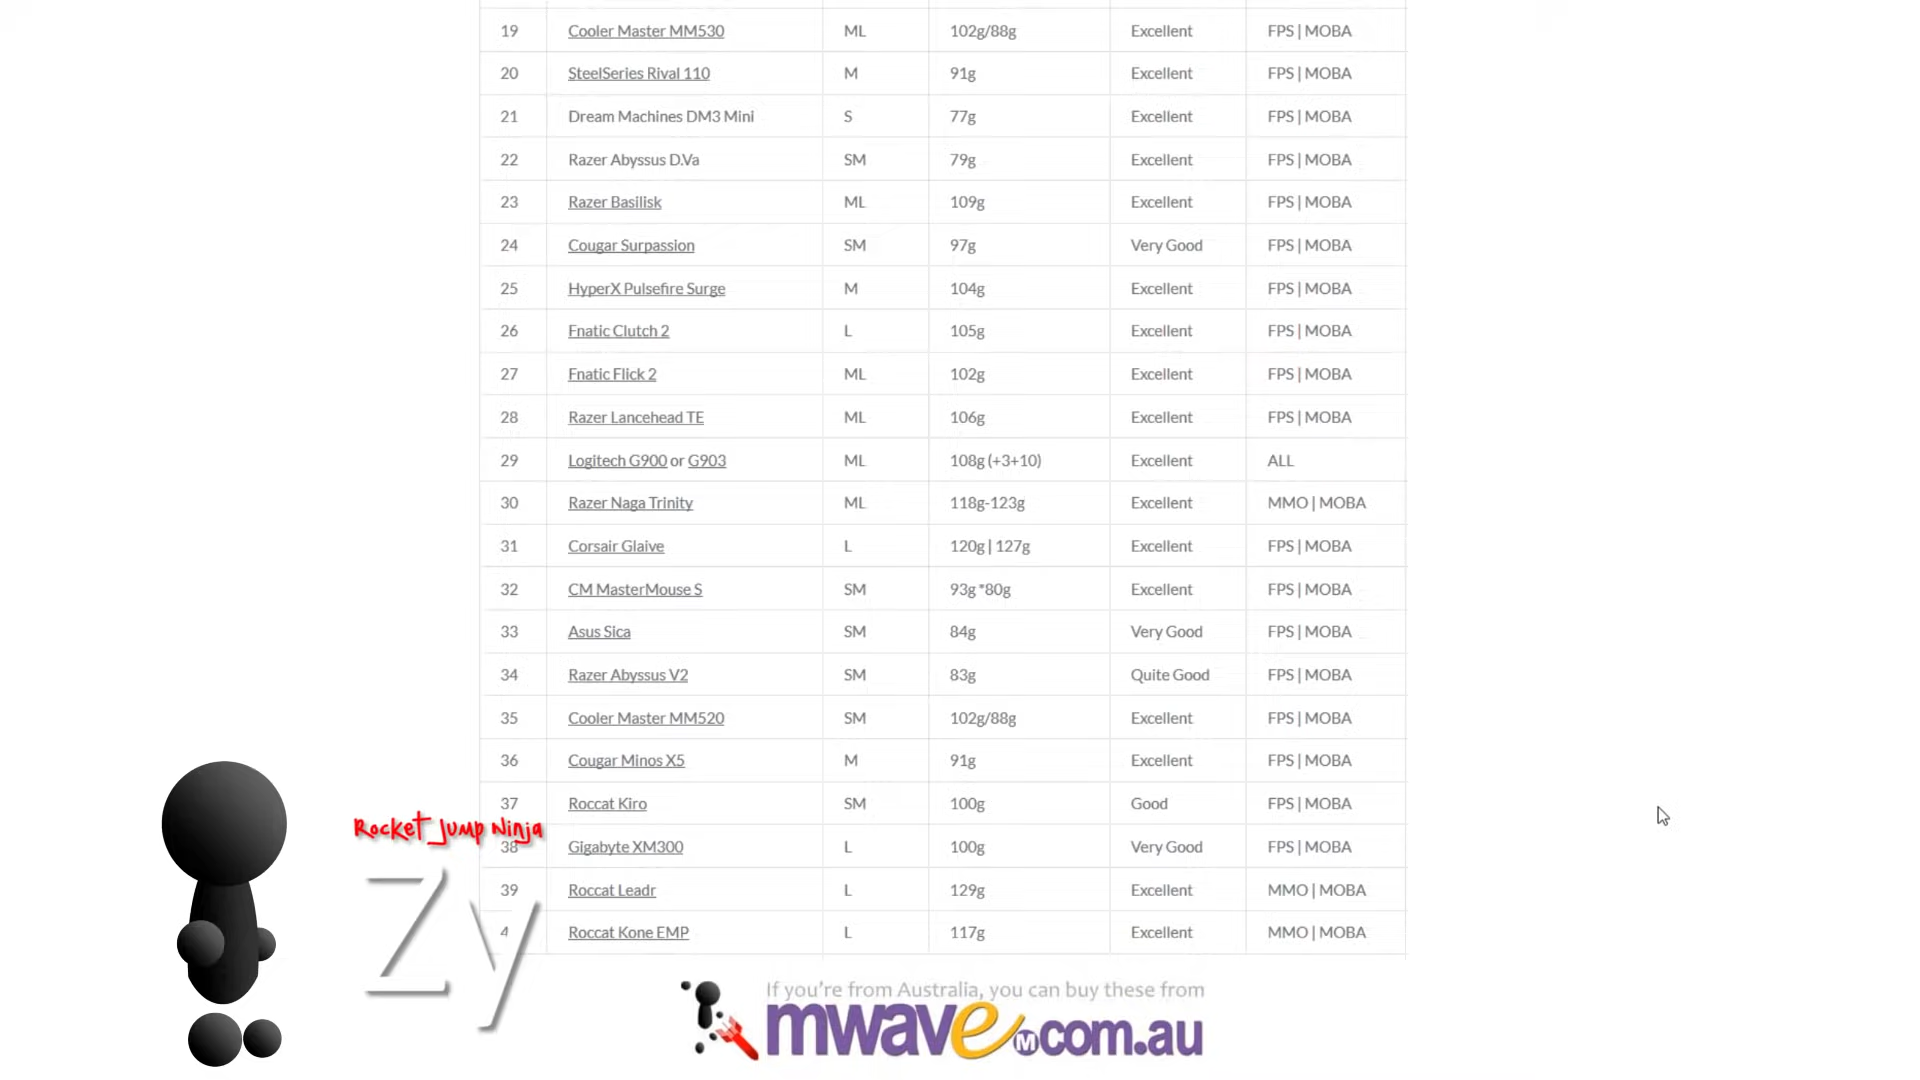 19 Cooler Master MM530 ML 102g/88g Excellent FPS | MOBA
20 SteelSeries Rival 110 M 91g Excellent FPS | MOBA
21 Dream Machines DM3 Mini S 77g Excellent FPS | MOBA
22 Razer Abyssus D.Va SM 79g Excellent FPS | MOBA
23 Razer Basilisk ML 109g Excellent FPS | MOBA
24 Cougar Surpassion SM 97g Very Good FPS | MOBA
25 HyperX Pulsefire Surge M 104g Excellent FPS | MOBA
26 Fnatic Clutch 2 L 105g Excellent FPS | MOBA
27 Fnatic Flick 2 ML 102g Excellent FPS | MOBA
28 Razer Lancehead TE ML 106g Excellent FPS | MOBA
29 Logitech G900 or G903 ML 108g (+3+10) Excellent ALL
30 Razer Naga Trinity ML 118g-123g Excellent MMO | MOBA
31 Corsair Glaive L 120g | 127g Excellent FPS | MOBA
32 CM MasterMouse S SM 93g *80g Excellent FPS | MOBA
33 Asus Sica SM 84g Very Good FPS | MOBA
34 Razer Abyssus V2 SM 83g Quite Good FPS | MOBA
35 Cooler Master MM520 SM 102g/88g Excellent FPS | MOBA
36 Cougar Minos X5 M 91g Excellent FPS | MOBA
37 Roccat Kiro SM 100g Good FPS | MOBA
Rocket Jump Ninja
38 Gigabyte XM300 L 100g Very Good FPS | MOBA
39 Roccat Leadr L 129g Excellent MMO | MOBA
4 Roccat Kone EMP L 117g Excellent MMO | MOBA
Zy
If you're from Australia, you can buy these from
mwave.com.au